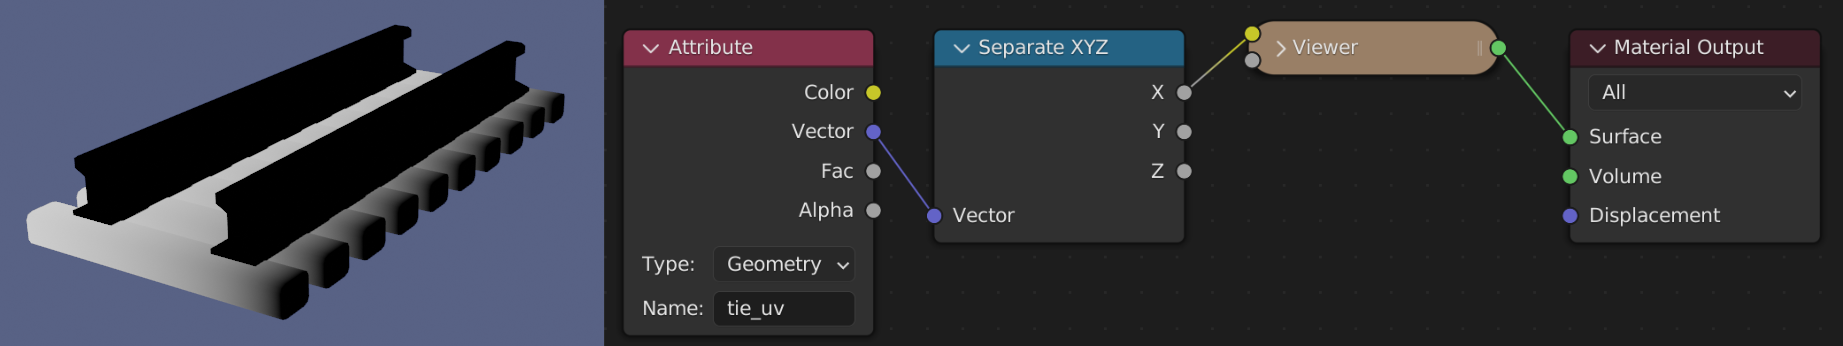 Attribute
Color
Vector
Fac
Alpha
Type: Geometry
Name: tie_uv
Separate XYZ
X
Y
Z
Vector
Viewer
Material Output
All
Surface
Volume
Displacement